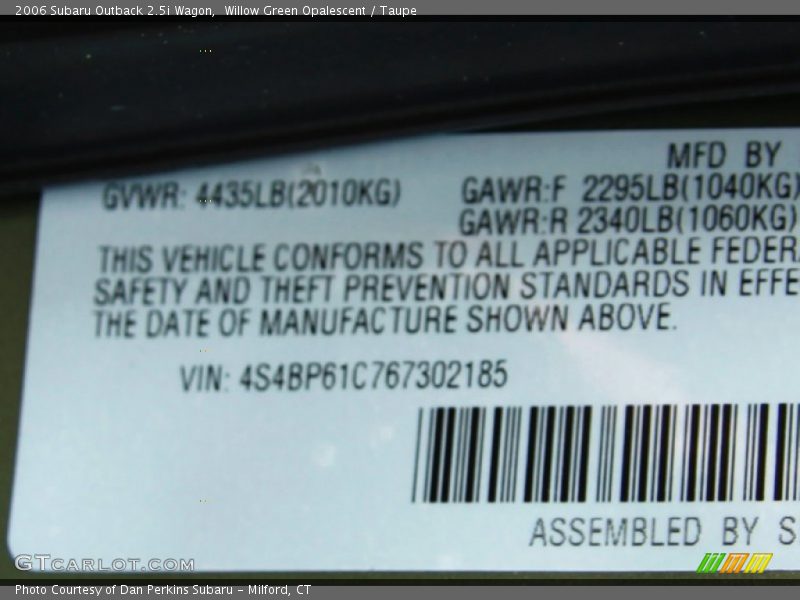 2006 Subaru Outback 2.5i Wagon,  Willow Green Opalescent / Taupe
MFD BY
GVWR: 4435LB(2010KG) GAWR:F 2295LB(1040KG)
GAWR:R 2340LB(1060KG)
THIS VEHICLE CONFORMS TO ALL APPLICABLE FEDERA
SAFETY AND THEFT PREVENTION STANDARDS IN EFFE
THE DATE OF MANUFACTURE SHOWN ABOVE.
VIN: 4S4BP61C767302185
ASSEMBLED BY S
GTCARLOT.COM
Photo Courtesy of Dan Perkins Subaru - Milford, CT